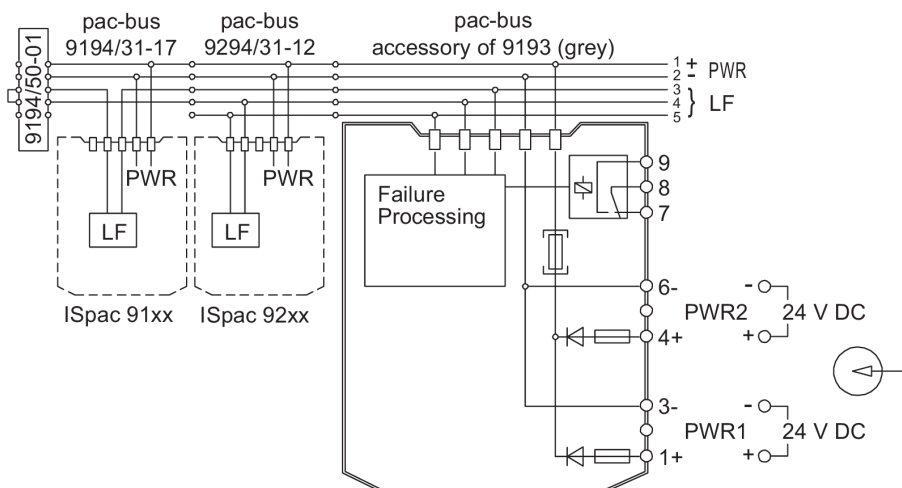 pac-bus
9194/31-17
pac-bus
9294/31-12
pac-bus
accessory of 9193 (grey)
9194/50-01
1 +
2 -
PWR
3
4
5
} LF
PWR
LF
ISpac 91xx
PWR
LF
ISpac 92xx
Failure
Processing
9
8
7
6-
PWR2
4+
-
+
24 V DC
3-
PWR1
1+
-
+
24 V DC